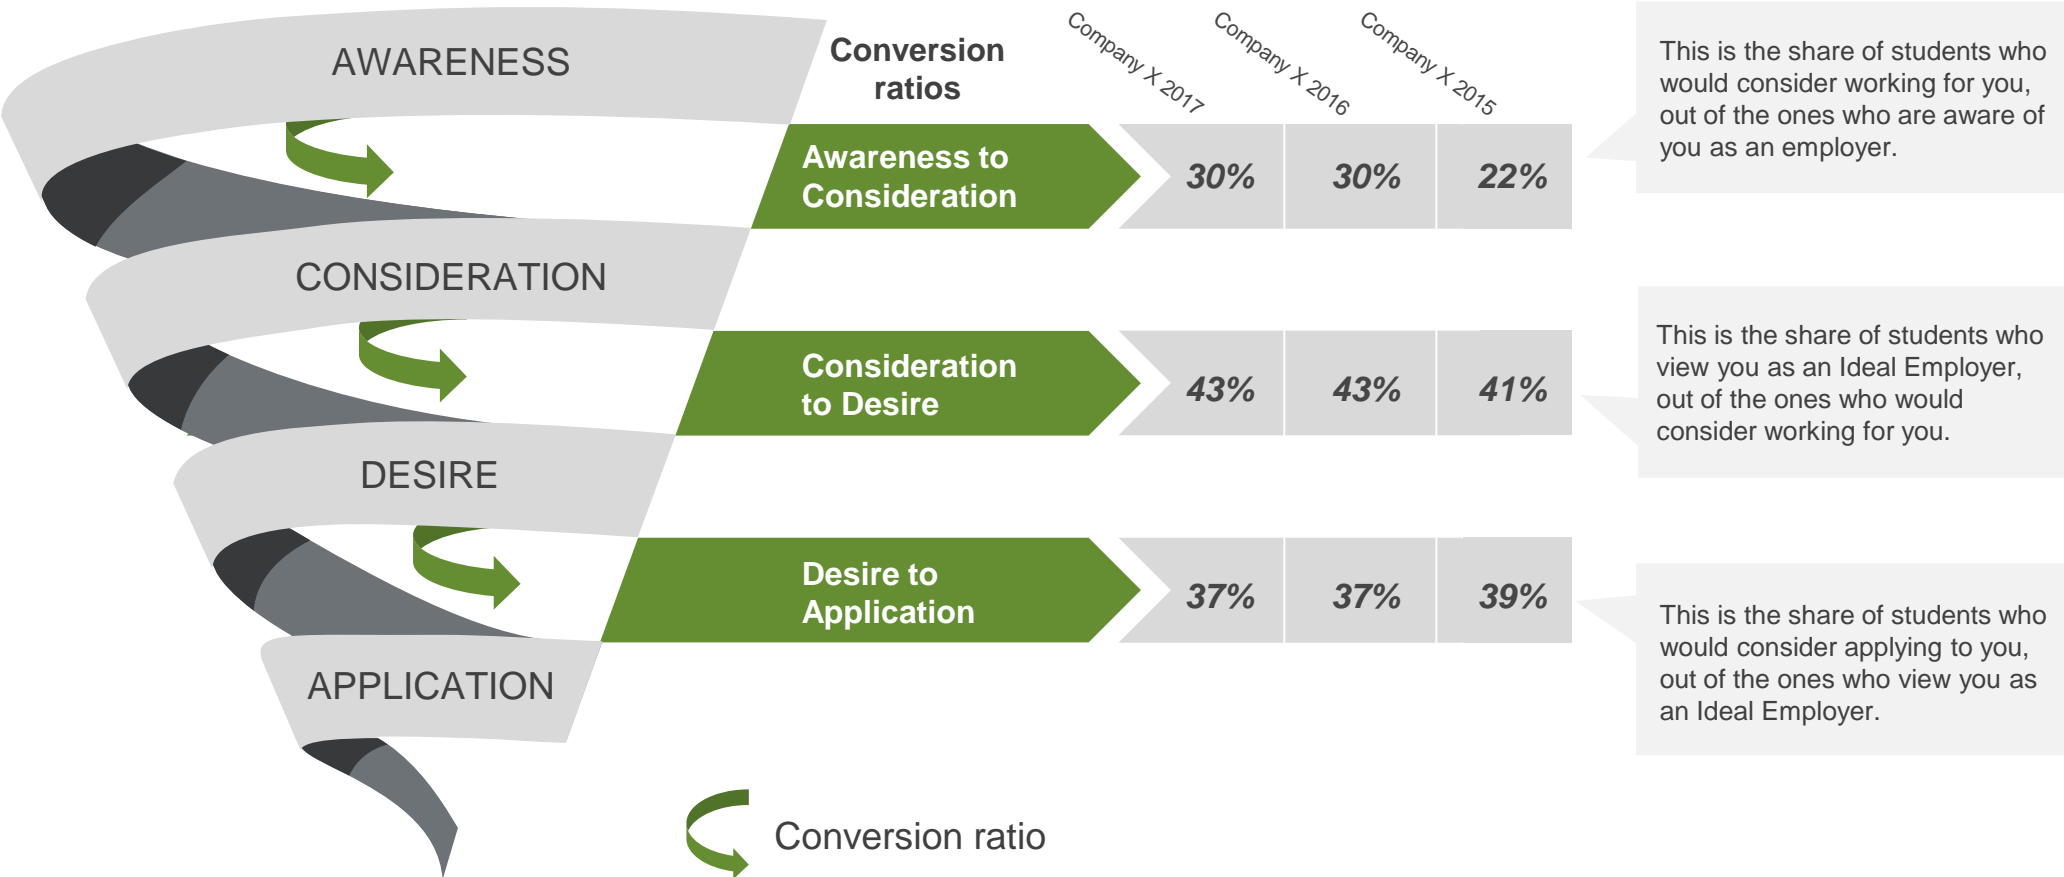 AWARENESS
Conversion
ratios
Company X 2017
Company X 2016
Company X 2015
This is the share of students who
would consider working for you,
out of the ones who are aware of
you as an employer.
Awareness to
Consideration
30%
30%
22%
CONSIDERATION
This is the share of students who
view you as an Ideal Employer,
out of the ones who would
consider working for you.
Consideration
to Desire
43%
43%
41%
DESIRE
Desire to
Application
37%
37%
39%
This is the share of students who
would consider applying to you,
out of the ones who view you as
an Ideal Employer.
APPLICATION
Conversion ratio